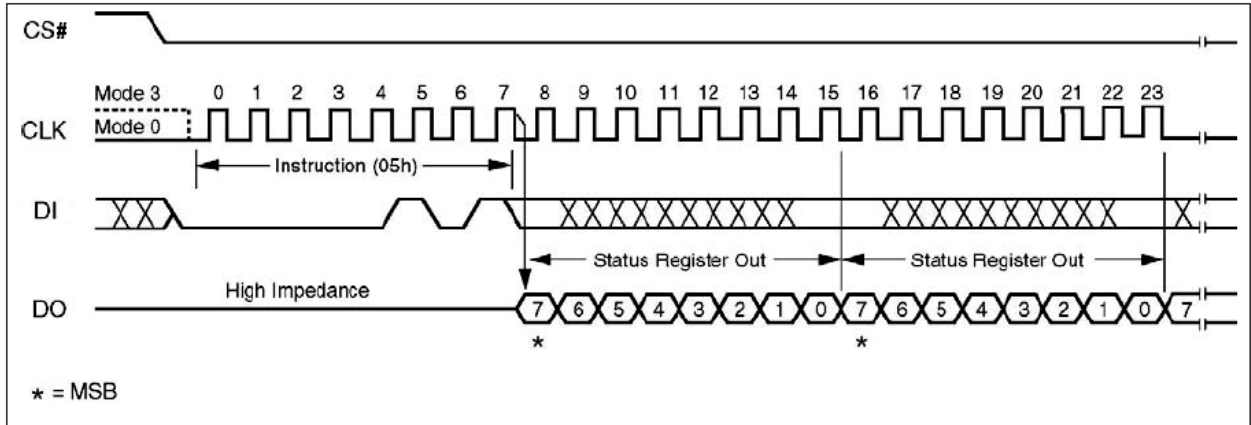 CS#
Mode 3 0 1 2 3 4 5 6 7 8 9 10 11 12 13 14 15 16 17 18 19 20 21 22 23
CLK Mode 0
Instruction (05h)
DI
Status Register Out Status Register Out
High Impedance
DO 7 6 5 4 3 2 1 0 7 6 5 4 3 2 1 0 7
* *
* = MSB